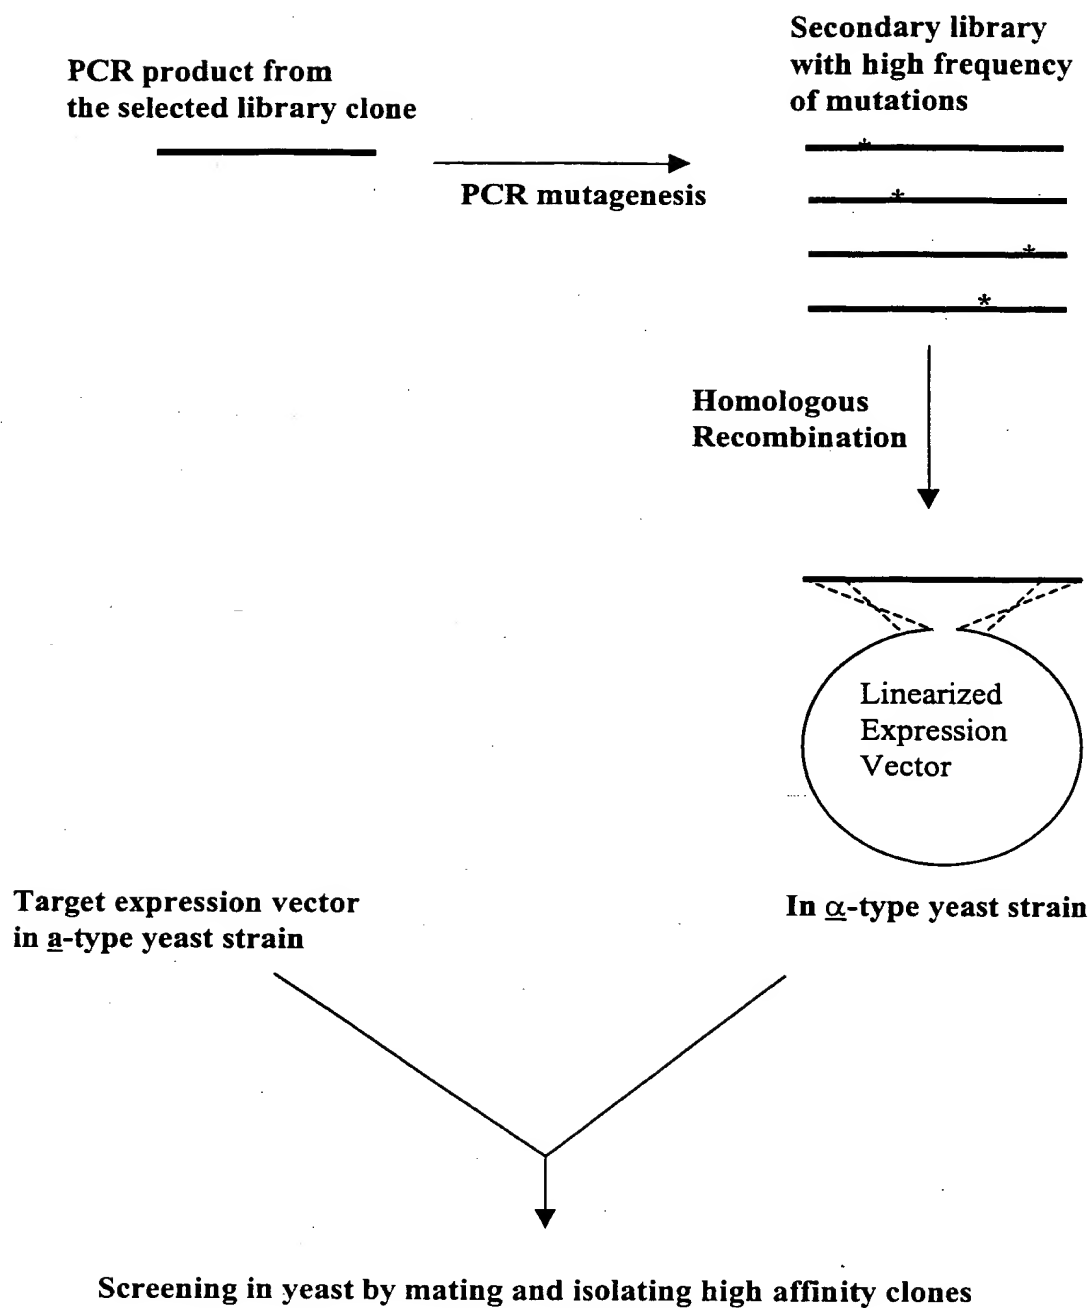 PCR product from
the selected library clone
PCR mutagenesis
Secondary library
with high frequency
of mutations
*
*
*
*
Homologous
Recombination
Linearized
Expression
Vector
Target expression vector
in a-type yeast strain
In α-type yeast strain
Screening in yeast by mating and isolating high affinity clones